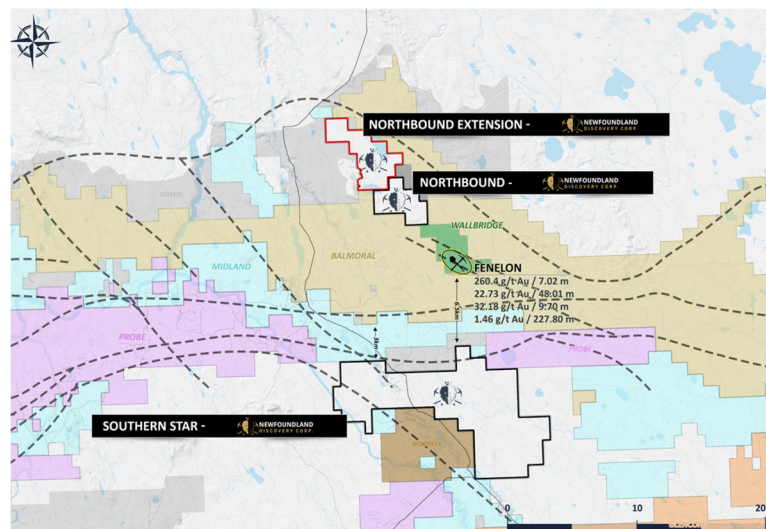 NORTHBOUND EXTENSION - NEWFOUNDLAND
DISCOVERY CORP.
NORTHBOUND - NEWFOUNDLAND
DISCOVERY CORP.
STAKED
WALLBRIDGE
BALMORAL
MIDLAND
FENELON
260.4 g/t Au / 7.02 m
22.73 g/t Au / 48.01 m
32.18 g/t Au / 9.70 m
1.46 g/t Au / 227.80 m
PROBE
PROBE
SOUTHERN STAR - NEWFOUNDLAND
DISCOVERY CORP.
0 10 20